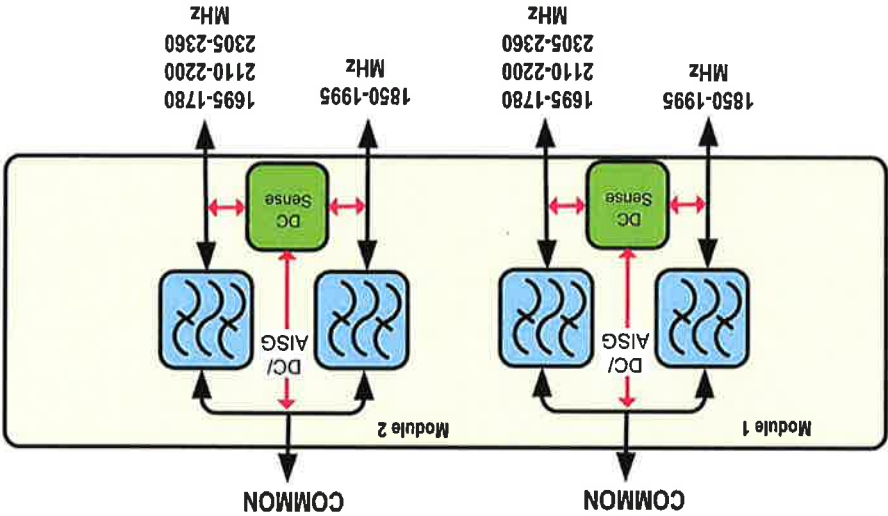 COMMON
COMMON
Module 1
Module 2
DC/
AISG
DC/
AISG
DC
Sense
DC
Sense
1850-1995
MHz
1695-1780
2110-2200
2305-2360
MHz
1850-1995
MHz
1695-1780
2110-2200
2305-2360
MHz